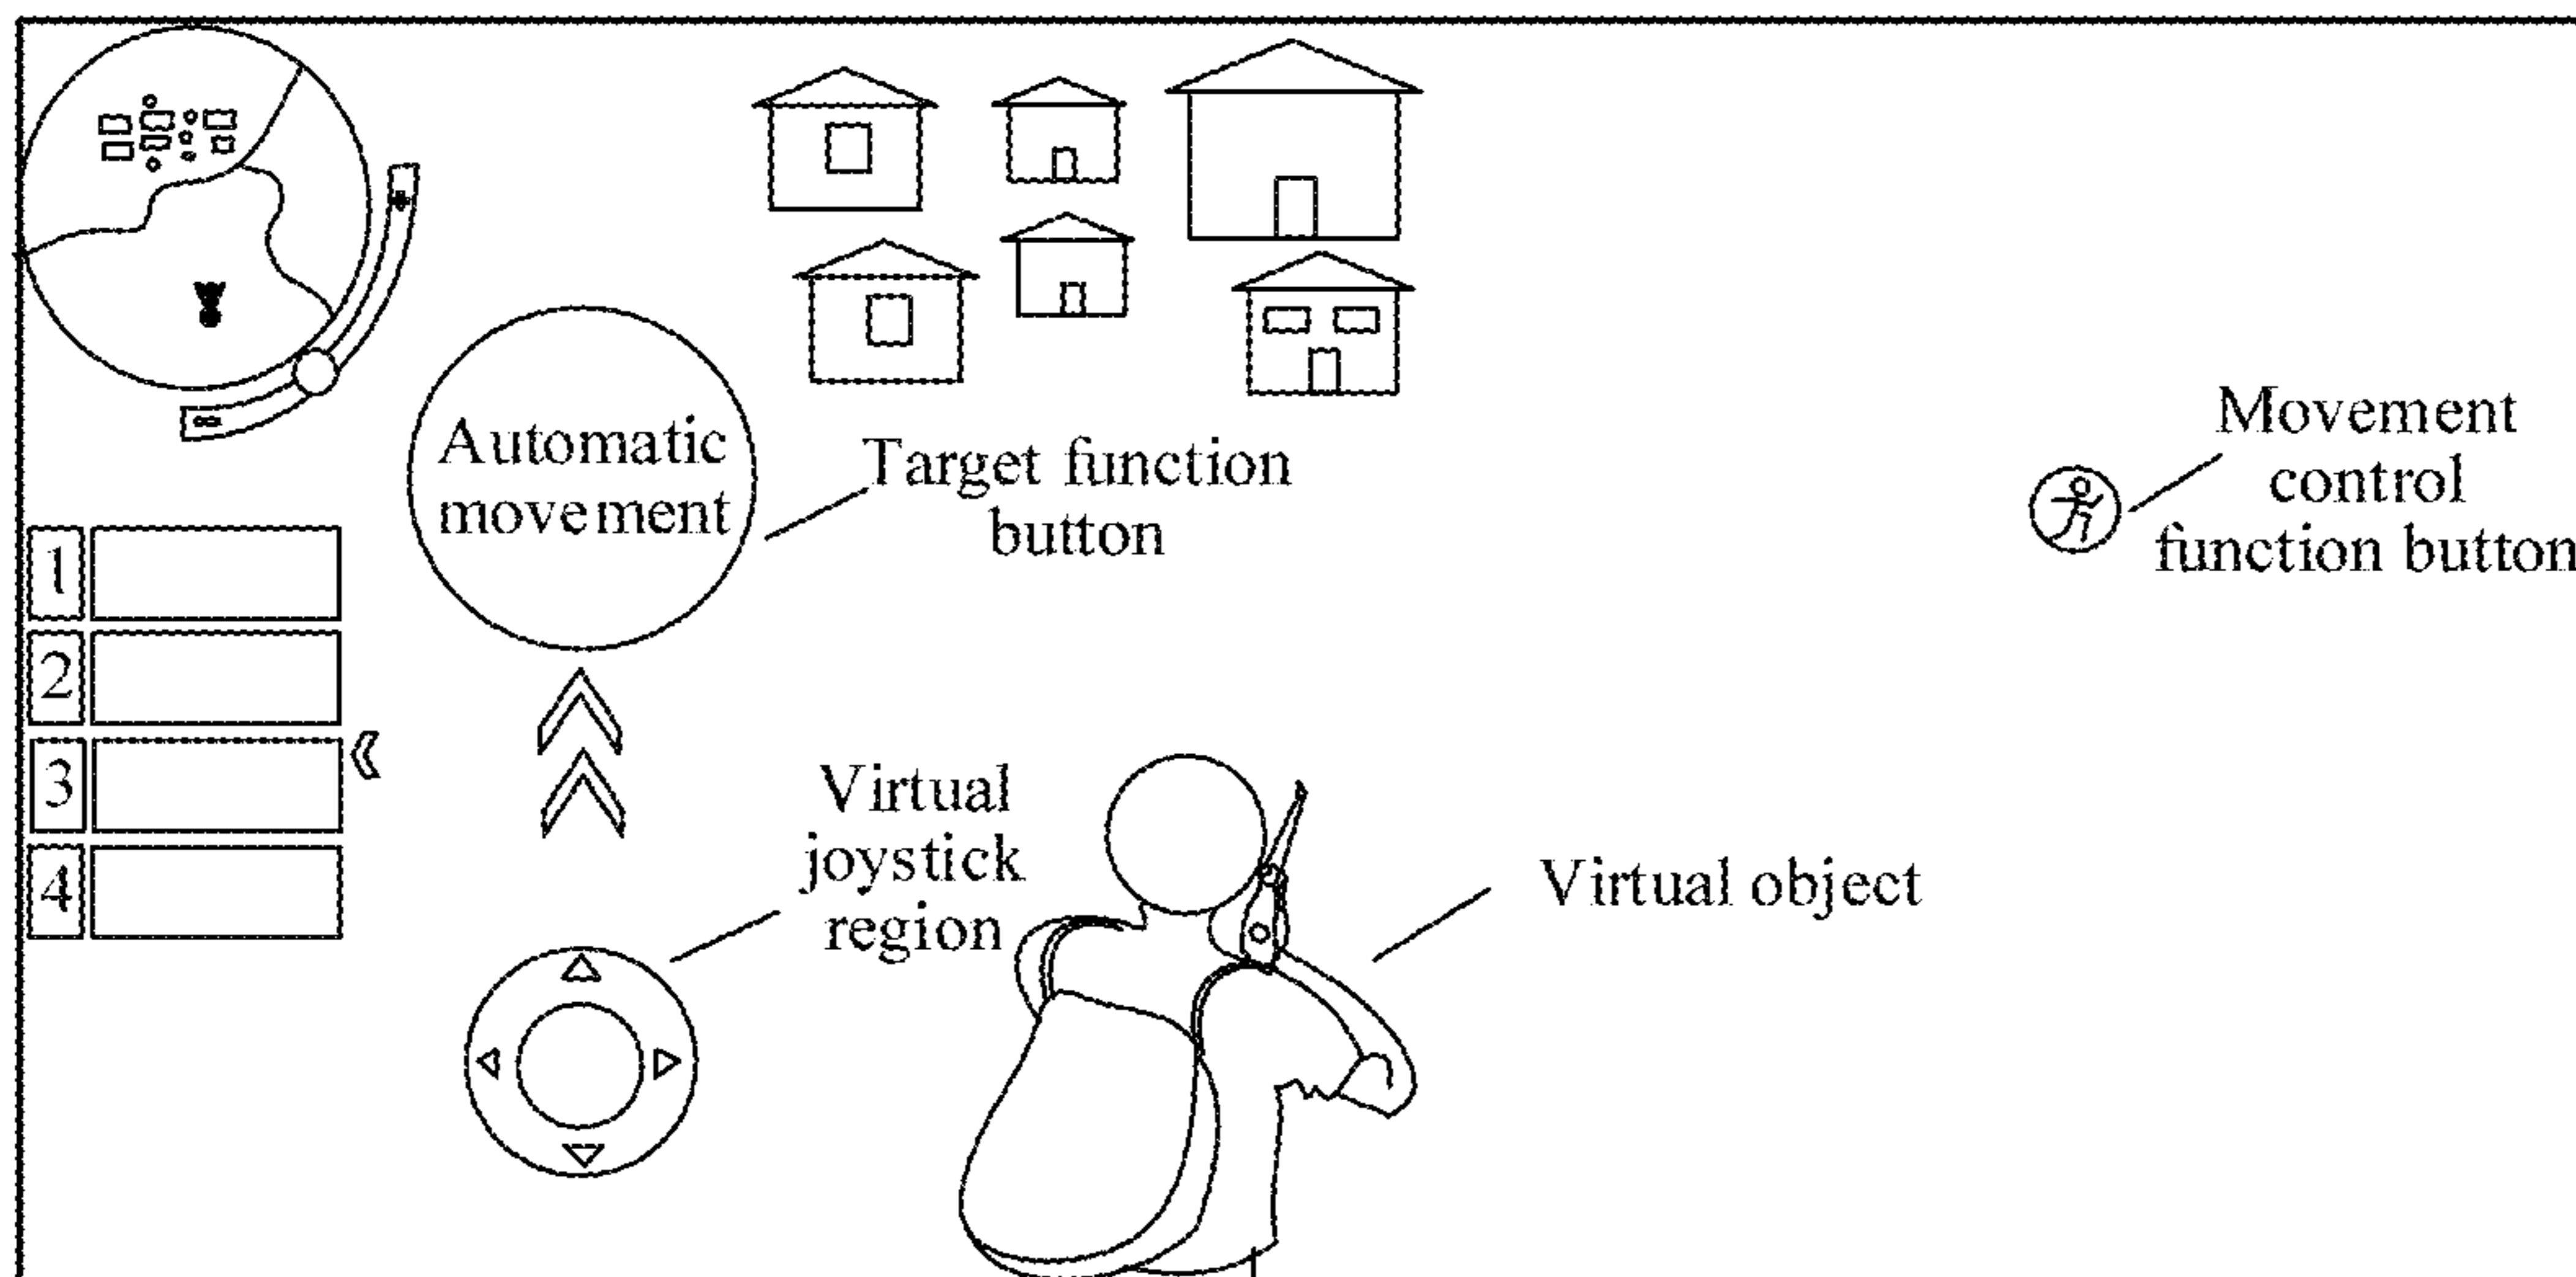 Automatic
movement
Target function
button
Movement
control
function button
1
2
3
4
Virtual
joystick
region
Virtual object